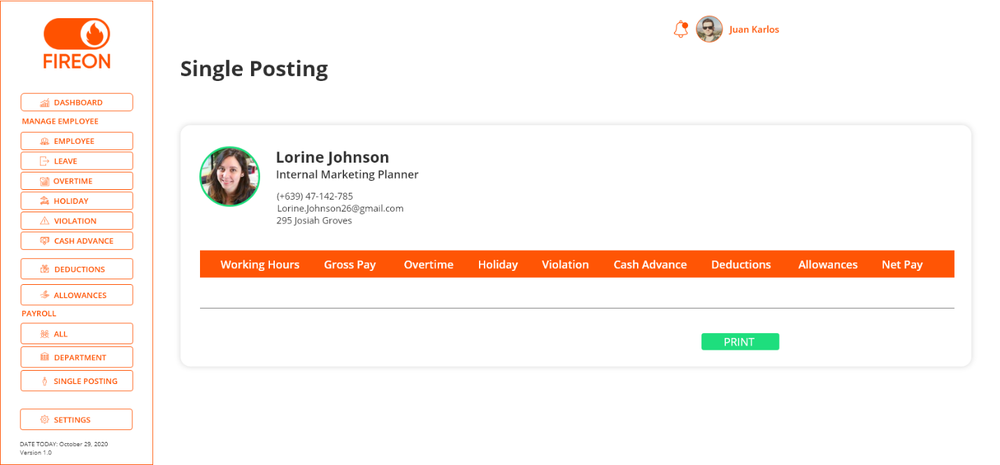 FIREON
DASHBOARD
MANAGE EMPLOYEE
EMPLOYEE
LEAVE
OVERTIME
HOLIDAY
VIOLATION
CASH ADVANCE
DEDUCTIONS
ALLOWANCES
PAYROLL
ALL
DEPARTMENT
SINGLE POSTING
SETTINGS
DATE TODAY: October 29, 2020
Version 1.0
Juan Karlos
Single Posting
Lorine Johnson
Internal Marketing Planner
(+639) 47-142-785
Lorine.Johnson26@gmail.com
295 Josiah Groves
Working Hours Gross Pay Overtime Holiday Violation Cash Advance Deductions Allowances Net Pay
PRINT